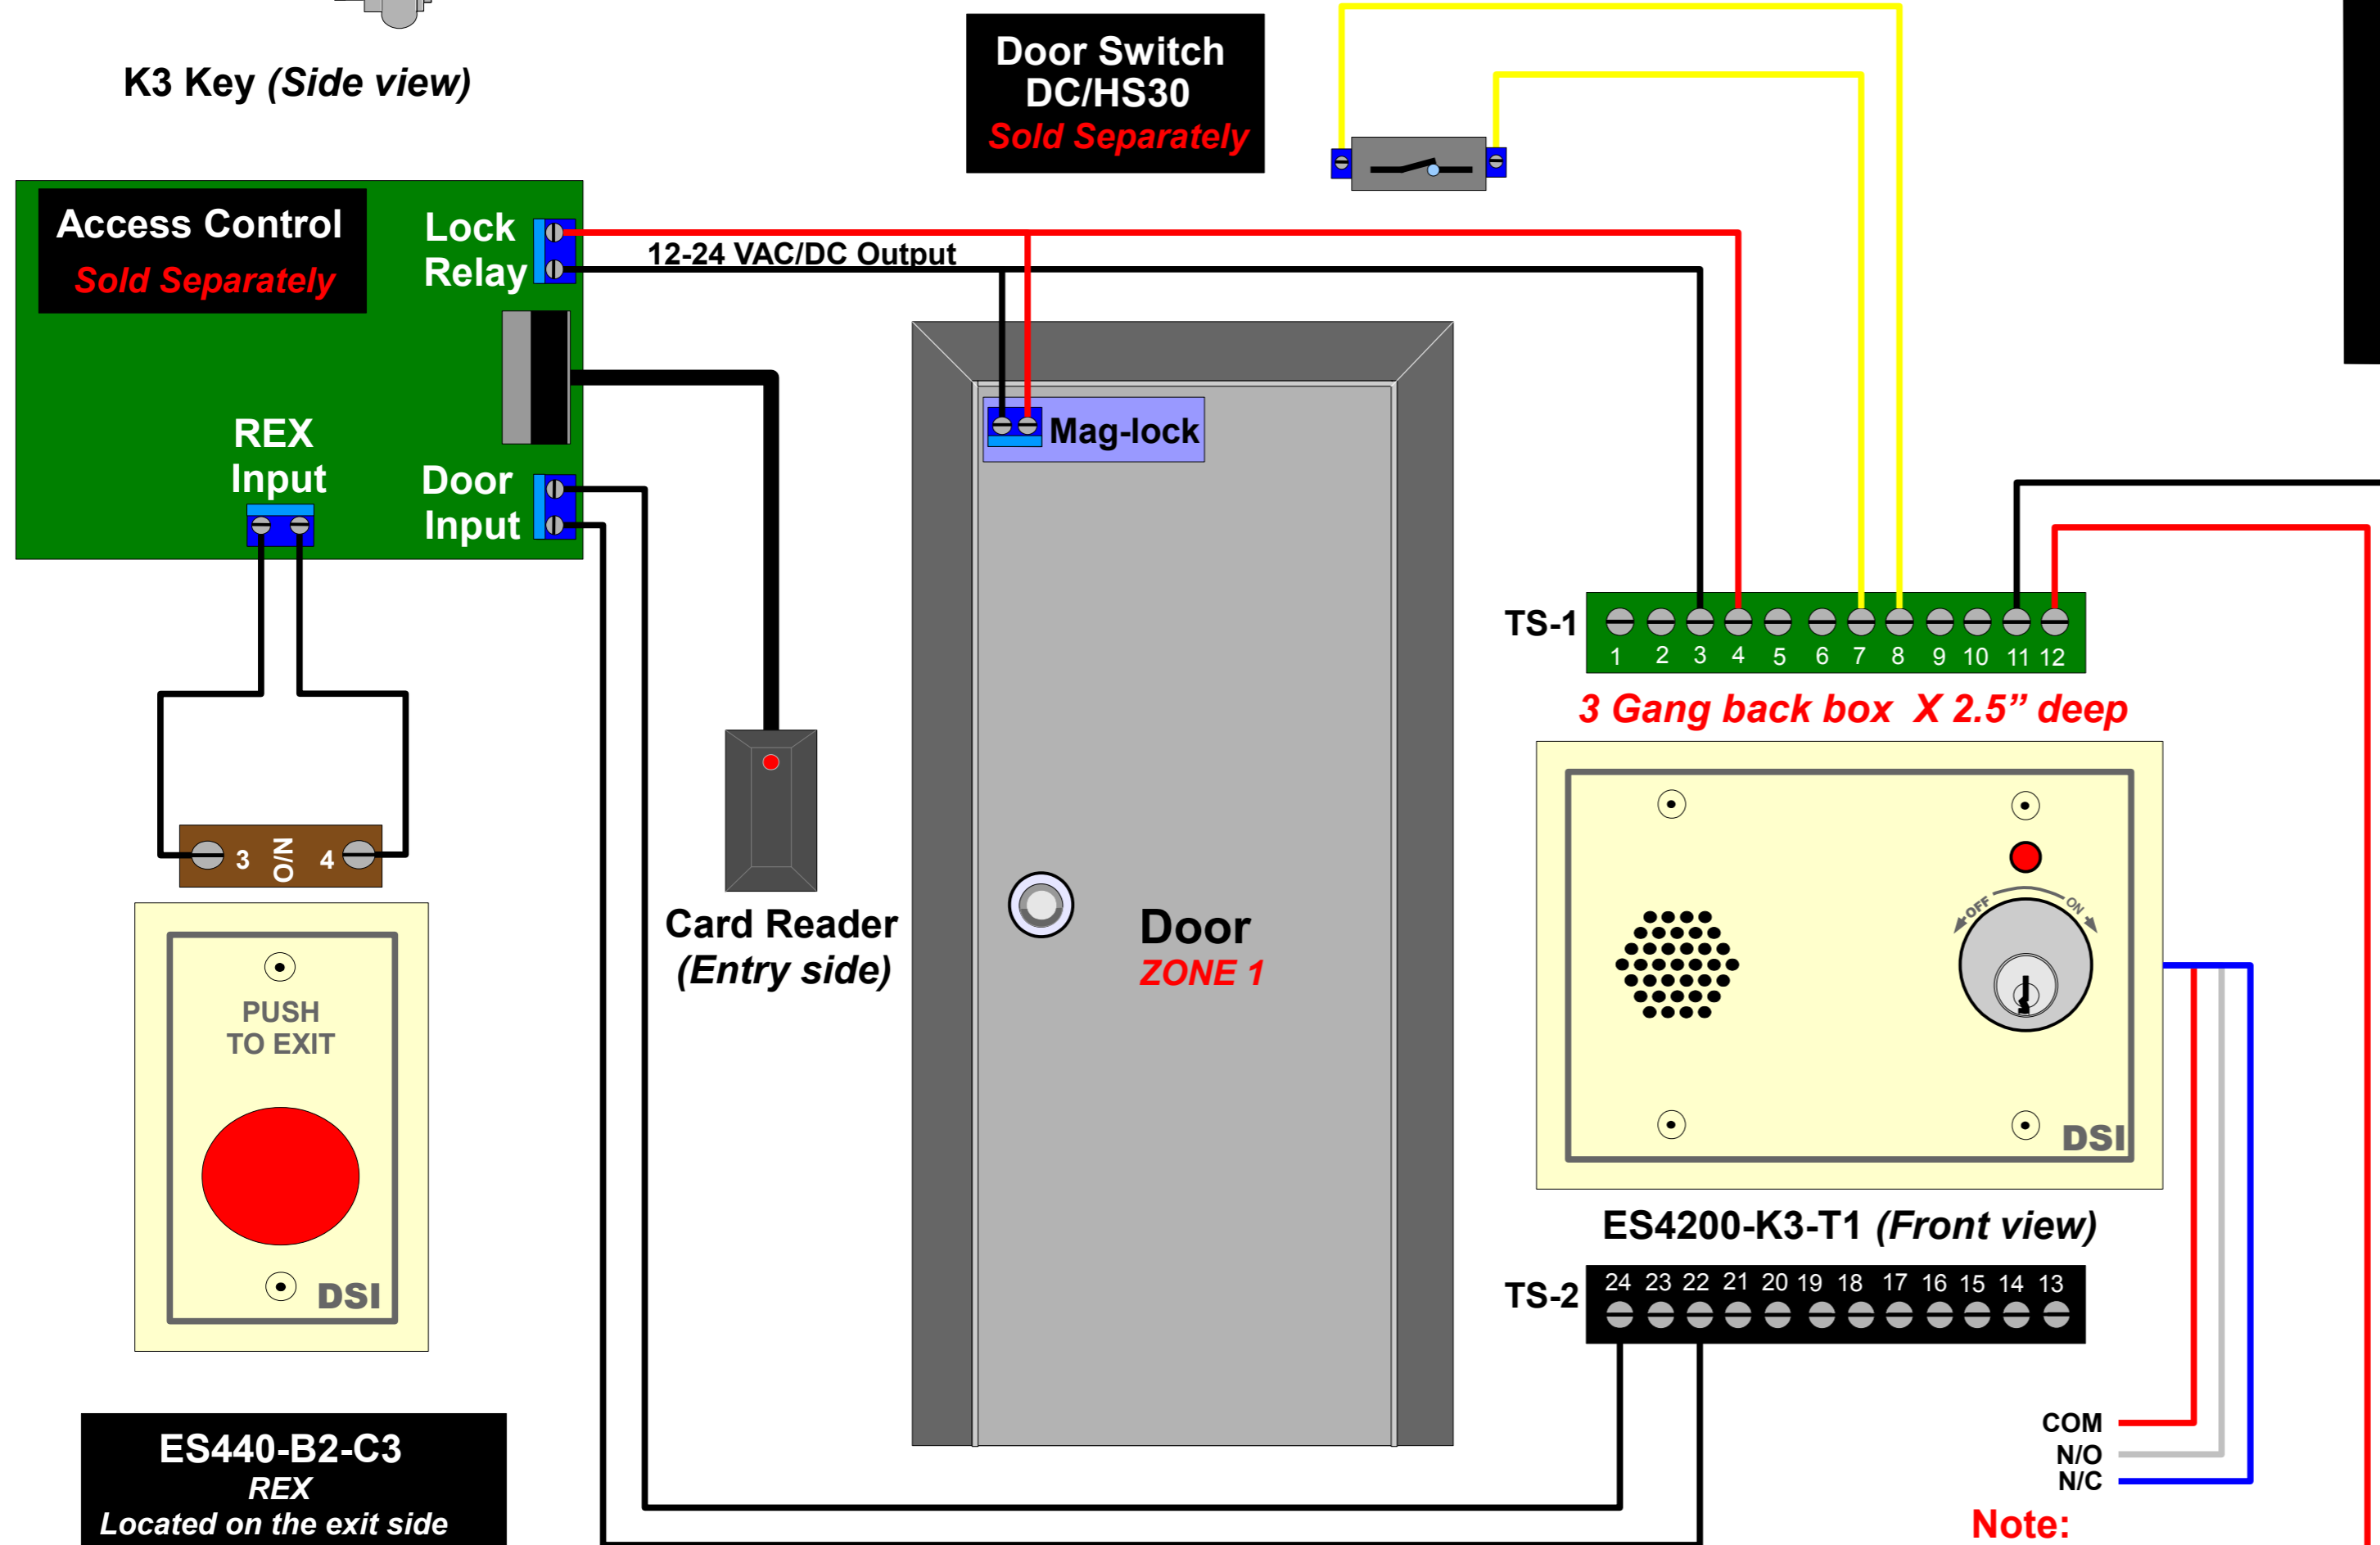 K3 Key (Side view)
Door Switch
DC/HS30
Sold Separately
Access Control
Sold Separately
Lock
Relay
12-24 VAC/DC Output
REX
Input
Door
Input
Mag-lock
TS-1
1 2 3 4 5 6 7 8 9 10 11 12
3 Gang back box X 2.5” deep
3 N/O 4
Card Reader
(Entry side)
Door
ZONE 1
OFF ON
PUSH
TO EXIT
DSI
DSI
ES4200-K3-T1 (Front view)
TS-2
24 23 22 21 20 19 18 17 16 15 14 13
COM
N/O
N/C
ES440-B2-C3
REX
Located on the exit side
Note: